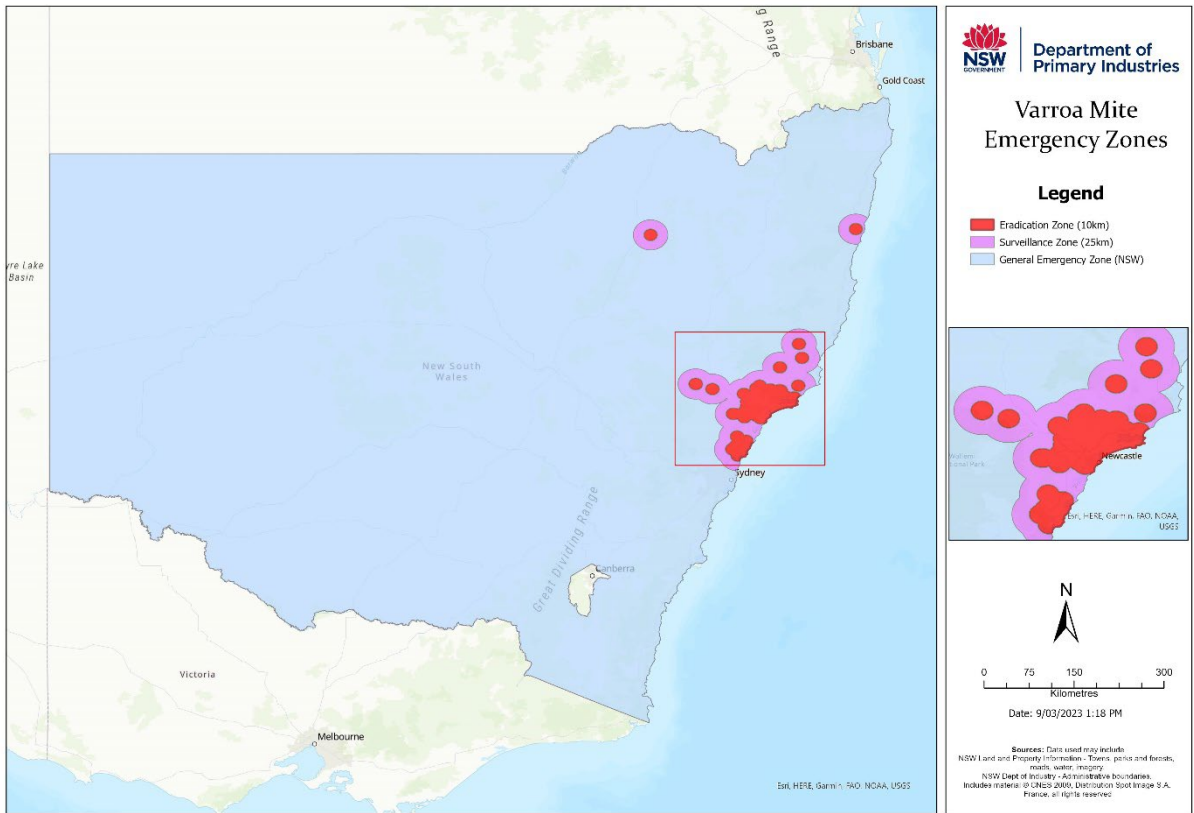 g Range
Brisbane
Gold Coast
yre Lake
Basin
New South
Wales
Sydney
Great Dividing Range
Canberra
Victoria
Melbourne
Esri, HERE, Garmin, FAO, NOAA, USGS
NSW
GOVERNMENT
Department of
Primary Industries
Varroa Mite
Emergency Zones
Legend
Eradication Zone (10km)
Surveillance Zone (25km)
General Emergency Zone (NSW)
Newcastle
Esri, HERE, Garmin, FAO, NOAA,
USGS
N
0 75 150 300
Kilometres
Date: 9/03/2023 1:18 PM
Sources: Data used may include
NSW Land and Property Information - Towns, parks and forests,
roads, water, imagery.
NSW Dept of Industry - Administrative boundaries.
Includes material © CNES 2009, Distribution Spot Image S.A.
France, all rights reserved